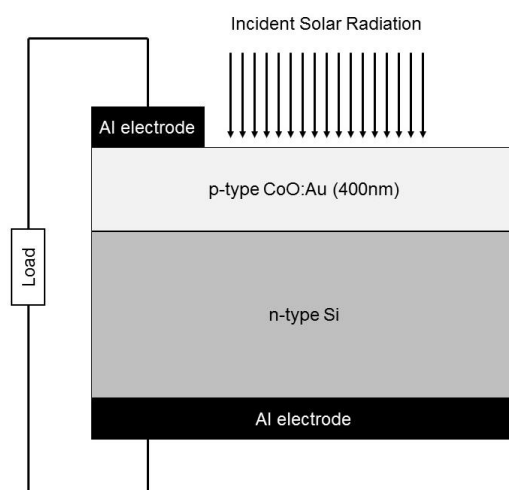 Incident Solar Radiation
Al electrode
p-type CoO:Au (400nm)
Load
n-type Si
Al electrode